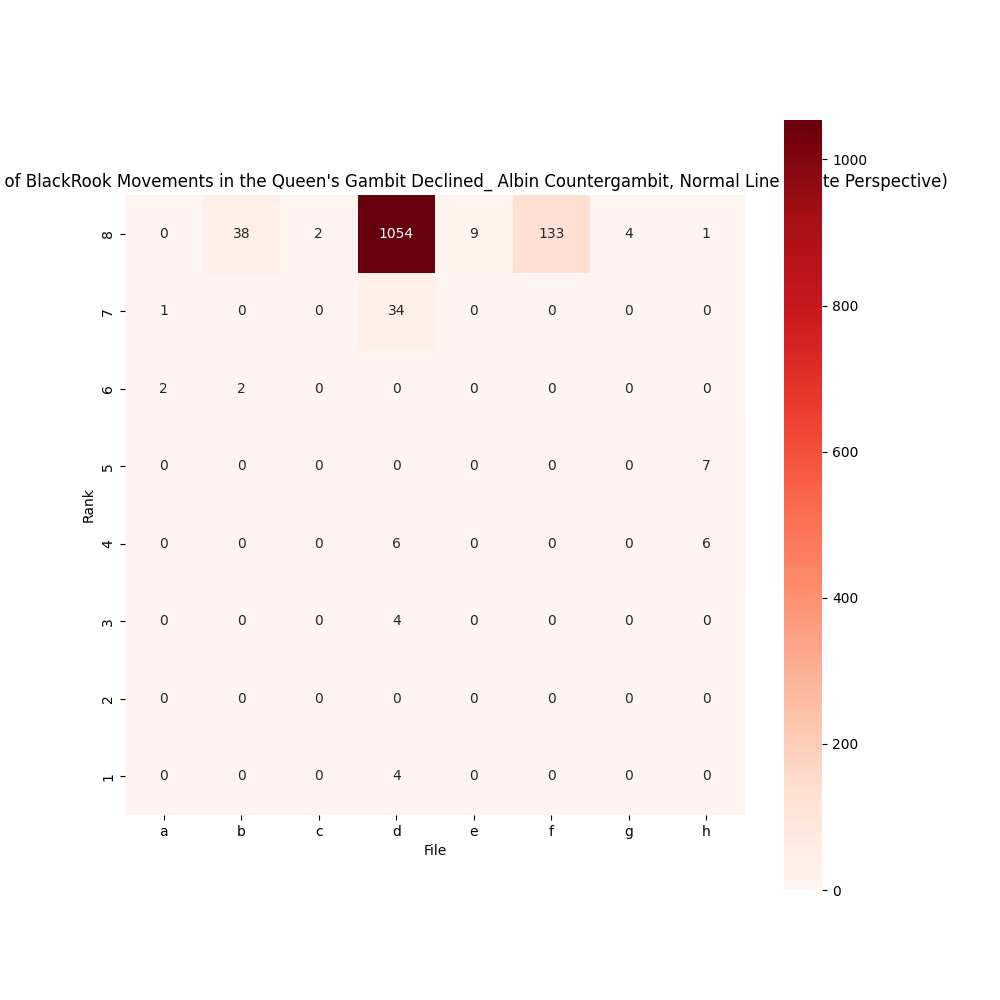 of BlackRook Movements in the Queen's Gambit Declined_ Albin Countergambit, Normal Line te Perspective)
1000
800
600
400
200
0
Rank
8 0 38 2 1054 9 133 4 1
7 1 0 0 34 0 0 0 0
6 2 2 0 0 0 0 0 0
5 0 0 0 0 0 0 0 7
4 0 0 0 6 0 0 0 6
3 0 0 0 4 0 0 0 0
2 0 0 0 0 0 0 0 0
1 0 0 0 4 0 0 0 0
a b c d e f g h
File